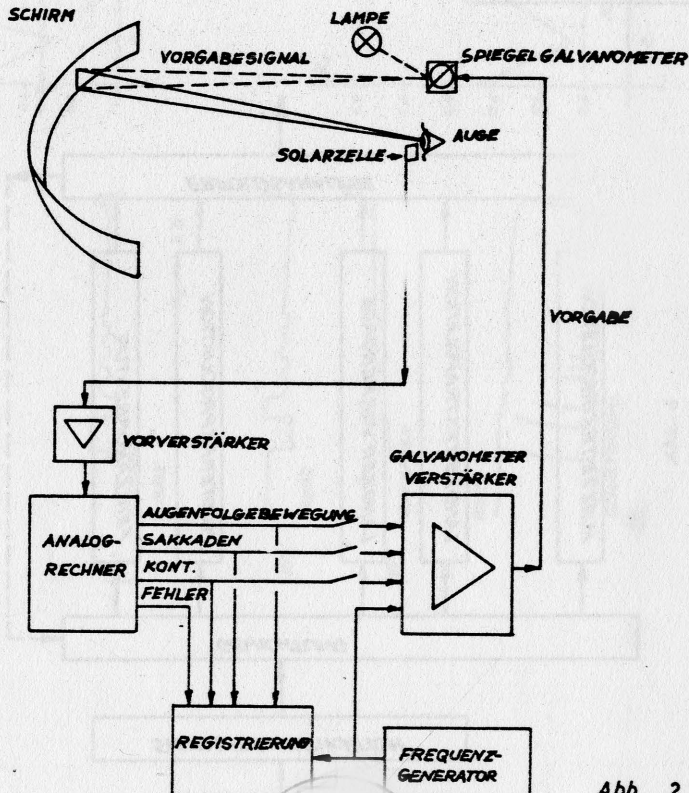 SCHIRM
LAMPE
VORGABESIGNAL
SPIEGELGALVANOMETER
AUGE
SOLARZELLE
VORGABE
VORVERSTÄRKER
GALVANOMETER
VERSTÄRKER
AUGENFOLGEBEWEGUNG
SAKKADEN
KONT.
FEHLER
ANALOG-
RECHNER
REGISTRIERUNG
FREQUENZ-
GENERATOR
Abb. 2